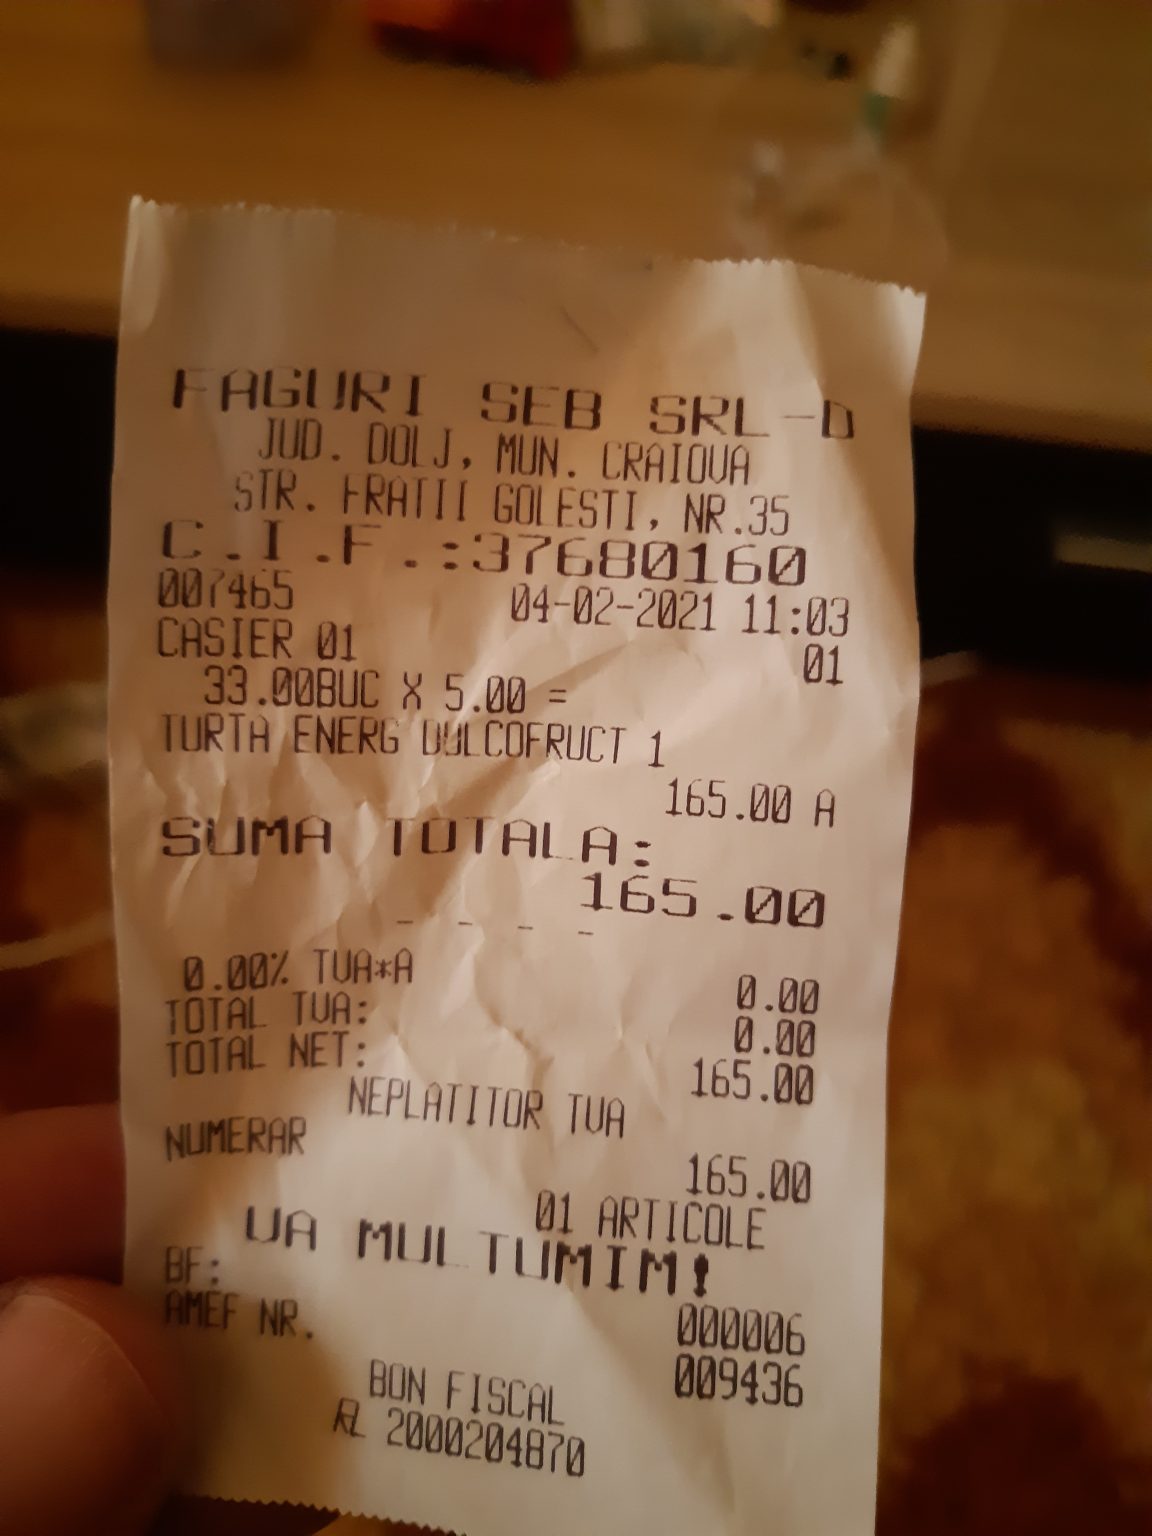 FAGURI SEB SRL-D
JUD. DOLJ, MUN. CRAIOVA
STR. FRATII GOLESTI, NR.35
C.I.F.:37680160
007465 04-02-2021 11:03
CASIER 01 01
33.00BUC X 5.00 =
TURTA ENERG DULCOFRUCT 1
165.00 A
SUMA TOTALA:
165.00
- - - -
0.00% TVA*A 0.00
TOTAL TVA: 0.00
TOTAL NET: 165.00
NEPLATITOR TVA
NUMERAR 165.00
01 ARTICOLE
VA MULTUMIM!
BF: 000006
AMEF NR. 009436
BON FISCAL
RL 2000204870